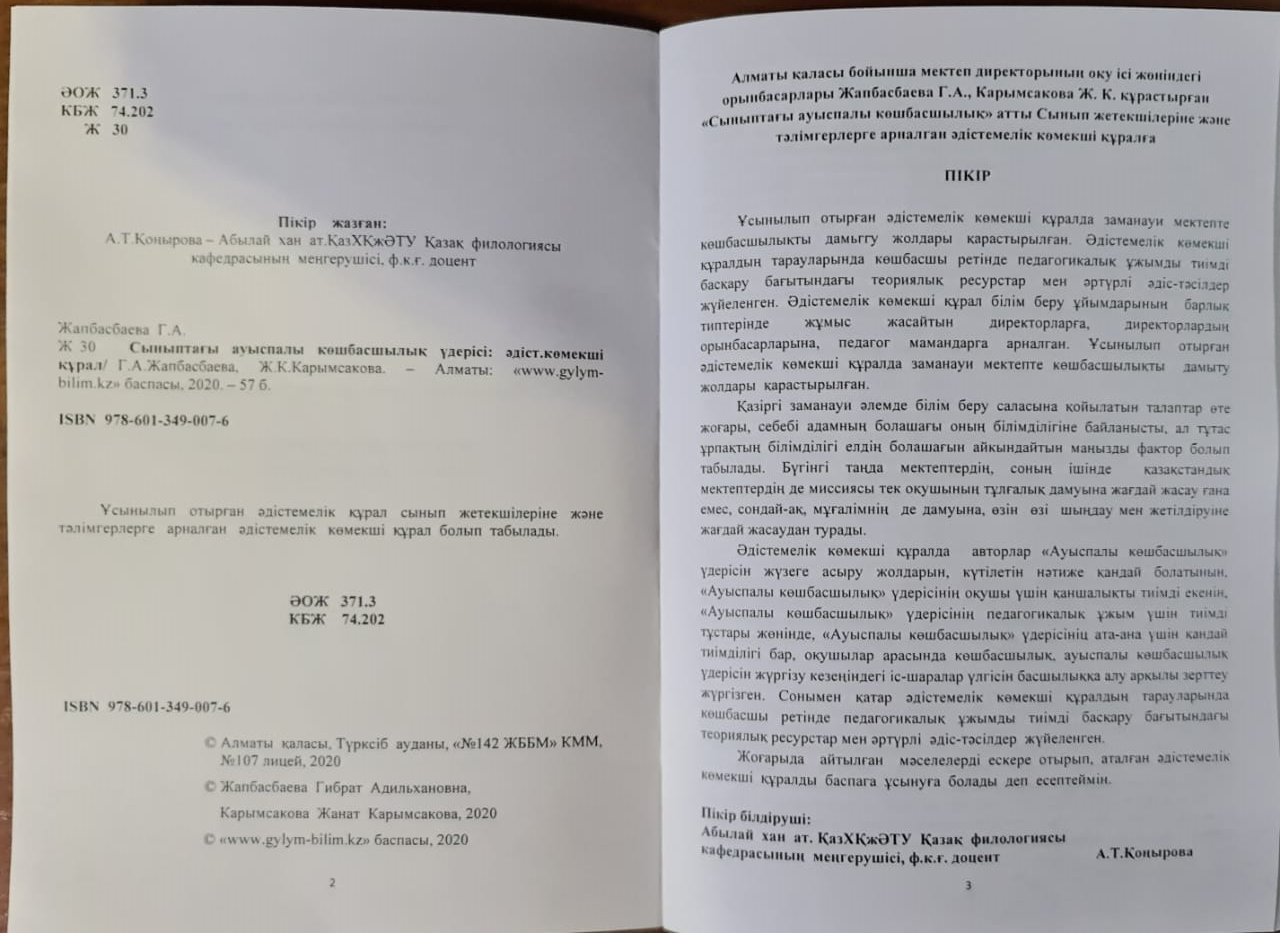 ӘОЖ 371.3
КБЖ 74.202
Ж 30
Пікір жазған:
А.Т.Қоңырова – Абылай хан ат.ҚазХҚжӘТУ Қазақ филологиясы
кафедрасының меңгерушісі, ф.к.ғ. доцент
Жапбасбаева Г.А.
Ж 30 Сыныптағы ауыспалы көшбасшылық үдерісі: әдіст.көмекші
құрал/ Г.А.Жапбасбаева, Ж.К.Карымсакова. – Алматы: «www.gylym-
bilim.kz» баспасы, 2020. – 57 б.
ISBN 978-601-349-007-6
Ұсынылып отырған әдістемелік құрал сынып жетекшілеріне және
тәлімгерлерге арналған әдістемелік көмекші құрал болып табылады.
ӘОЖ 371.3
КБЖ 74.202
ISBN 978-601-349-007-6
© Алматы қаласы, Түрксіб ауданы, «№142 ЖББМ» КММ,
№107 лицей, 2020
© Жапбасбаева Гибрат Адильхановна,
Карымсакова Жанат Карымсакова, 2020
© «www.gylym-bilim.kz» баспасы, 2020
2
Алматы қаласы бойынша мектеп директорының оқу ісі жөніндегі
орынбасарлары Жапбасбаева Г.А., Карымсакова Ж. К. құрастырған
«Сыныптағы ауыспалы көшбасшылық» атты Сынып жетекшілеріне және
тәлімгерлерге арналған әдістемелік көмекші құралға
ПІКІР
Ұсынылып отырған әдістемелік көмекші құралда заманауи мектепте
көшбасшылықты дамыту жолдары қарастырылған. Әдістемелік көмекші
құралдың тарауларында көшбасшы ретінде педагогикалық ұжымды тиімді
басқару бағытындағы теориялық ресурстар мен әртүрлі әдіс-тәсілдер
жүйеленген. Әдістемелік көмекші құрал білім беру ұйымдарының барлық
типтерінде жұмыс жасайтын директорларға, директорлардың
орынбасарларына, педагог мамандарға арналған. Ұсынылып отырған
әдістемелік көмекші құралда заманауи мектепте көшбасшылықты дамыту
жолдары қарастырылған.
Қазіргі заманауи әлемде білім беру саласына қойылатын талаптар өте
жоғары, себебі адамның болашағы оның білімділігіне байланысты, ал тұтас
ұрпақтың білімділігі елдің болашағын айқындайтын маңызды фактор болып
табылады. Бүгінгі таңда мектептердің, соның ішінде қазақстандық
мектептердің де миссиясы тек оқушының тұлғалық дамуына жағдай жасау ғана
емес, сондай-ақ, мұғалімнің де дамуына, өзін өзі шыңдау мен жетілдіруіне
жағдай жасаудан турады.
Әдістемелік көмекші құралда авторлар «Ауыспалы көшбасшылық»
үдерісін жүзеге асыру жолдарын, күтілетін нәтиже қандай болатынын,
«Ауыспалы көшбасшылық» үдерісінің оқушы үшін қаншалықты тиімді екенін,
«Ауыспалы көшбасшылық» үдерісінің педагогикалық ұжым үшін тиімді
тұстары жөнінде, «Ауыспалы көшбасшылық» үдерісінің ата-ана үшін қандай
тиімділігі бар, оқушылар арасында көшбасшылық, ауыспалы көшбасшылық
үдерісін жүргізу кезеңіндегі іс-шаралар үлгісін басшылыққа алу арқылы зерттеу
жүргізген. Сонымен қатар әдістемелік көмекші құралдың тарауларында
көшбасшы ретінде педагогикалық ұжымды тиімді басқару бағытындағы
теориялық ресурстар мен әртүрлі әдіс-тәсілдер жүйеленген.
Жоғарыда айтылған мәселелерді ескере отырып, аталған әдістемелік
көмекші құралды баспаға ұсынуға болады деп есептеймін.
Пікір білдіруші:
Абылай хан ат. ҚазХҚжӘТУ Қазақ филологиясы
кафедрасының меңгерушісі, ф.к.ғ. доцент А.Т.Қоңырова
3